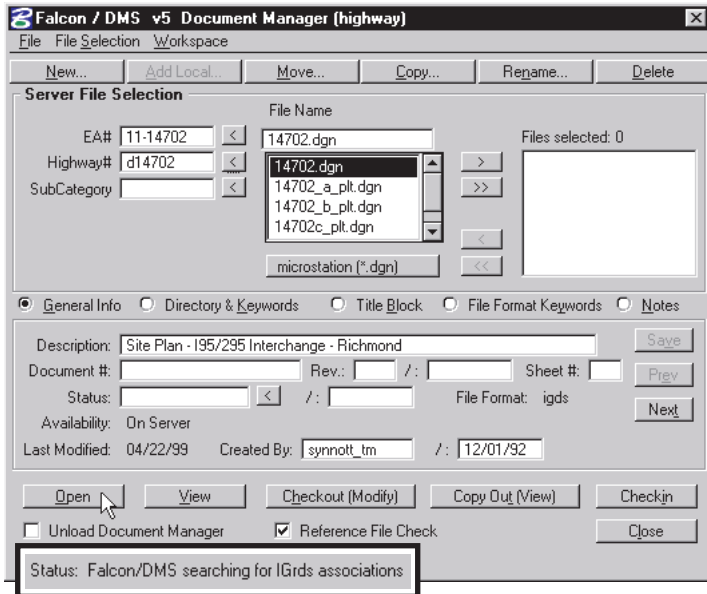 Falcon / DMS v5 Document Manager (highway)
File File Selection Workspace
New... Add Local... Move... Copy... Rename... Delete
Server File Selection
File Name
EA# 11-14702 < 14702.dgn Files selected: 0
Highway# d14702 < 14702.dgn >
SubCategory < 14702_a_plt.dgn >>
14702_b_plt.dgn
14702c_plt.dgn <
microstation (*.dgn) <<
General Info Directory & Keywords Title Block File Format Keywords Notes
Description: Site Plan - I95/295 Interchange - Richmond Save
Document #: Rev.: / : Sheet #: Prev
Status: < / : File Format: igds Next
Availability: On Server
Last Modified: 04/22/99 Created By: synnott_tm / : 12/01/92
Open View Checkout (Modify) Copy Out (View) Checkin
Unload Document Manager Reference File Check Close
Status: Falcon/DMS searching for IGrds associations